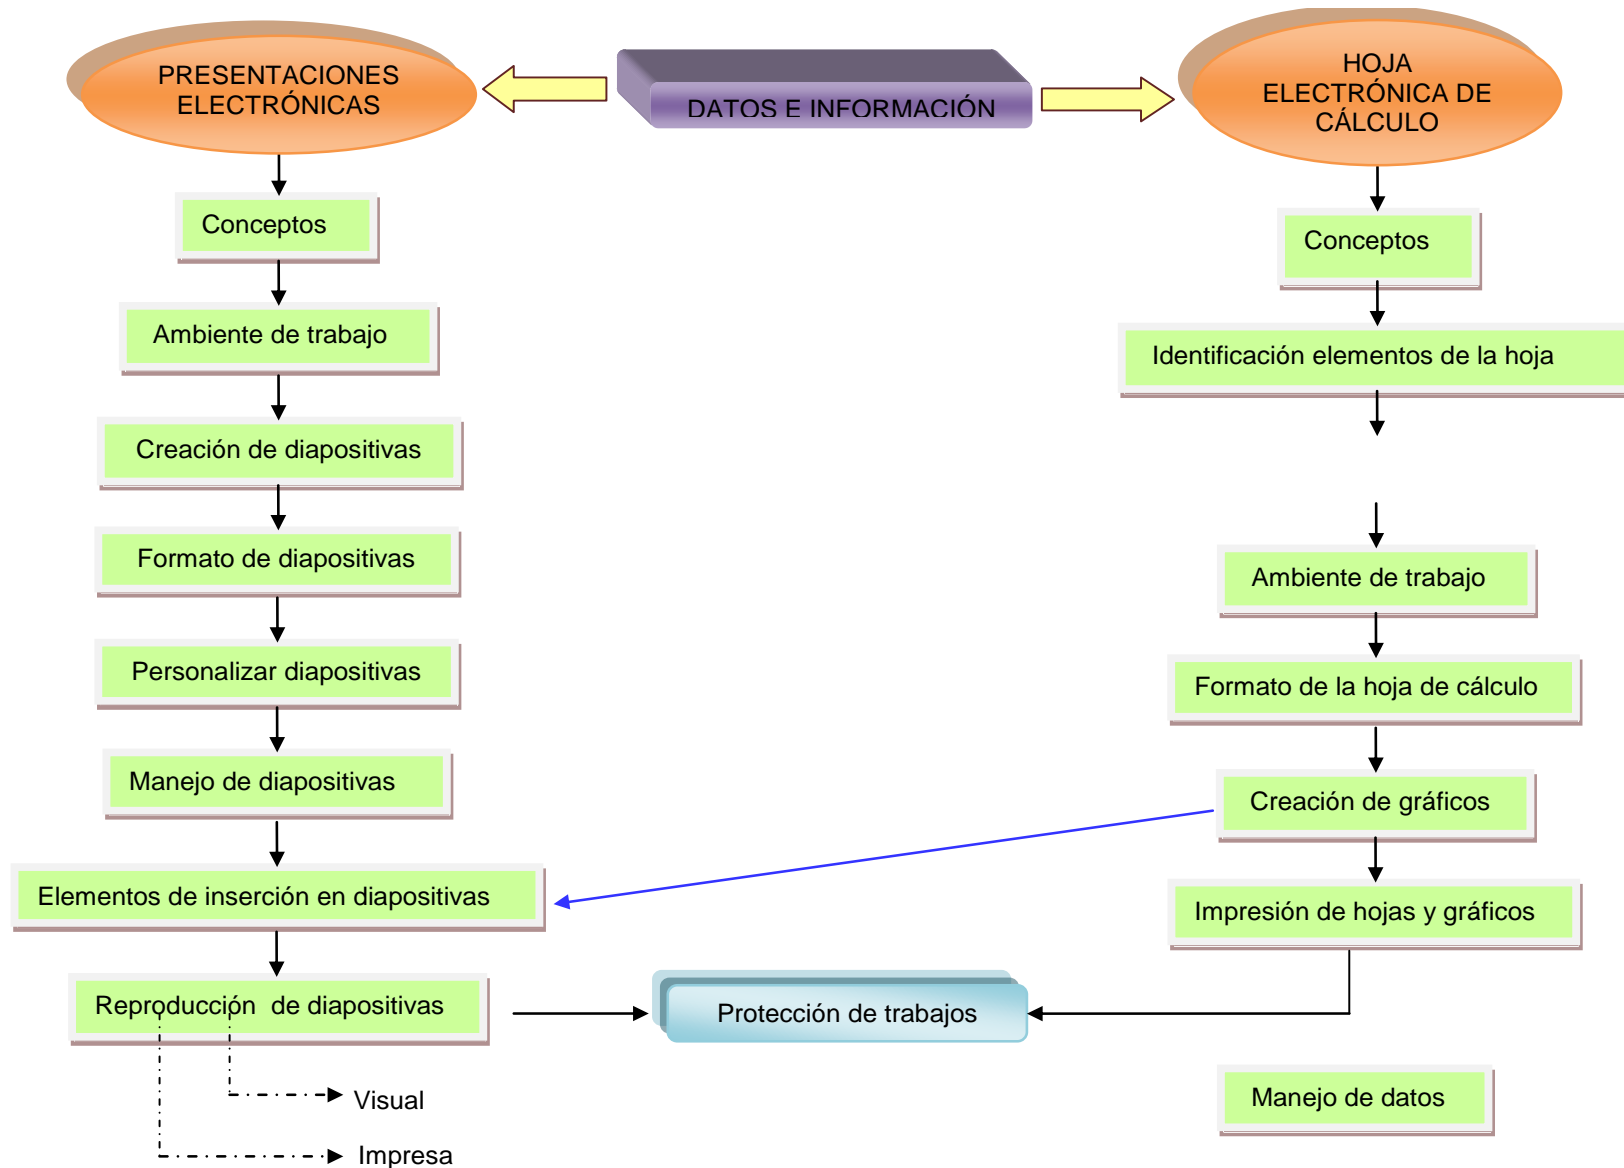 PRESENTACIONES
ELECTRÓNICAS
DATOS E INFORMACIÓN
HOJA
ELECTRÓNICA DE
CÁLCULO
Conceptos
Ambiente de trabajo
Creación de diapositivas
Formato de diapositivas
Personalizar diapositivas
Manejo de diapositivas
Elementos de inserción en diapositivas
Reproducción de diapositivas
Visual
Impresa
Protección de trabajos
Conceptos
Identificación elementos de la hoja
Ambiente de trabajo
Formato de la hoja de cálculo
Creación de gráficos
Impresión de hojas y gráficos
Manejo de datos